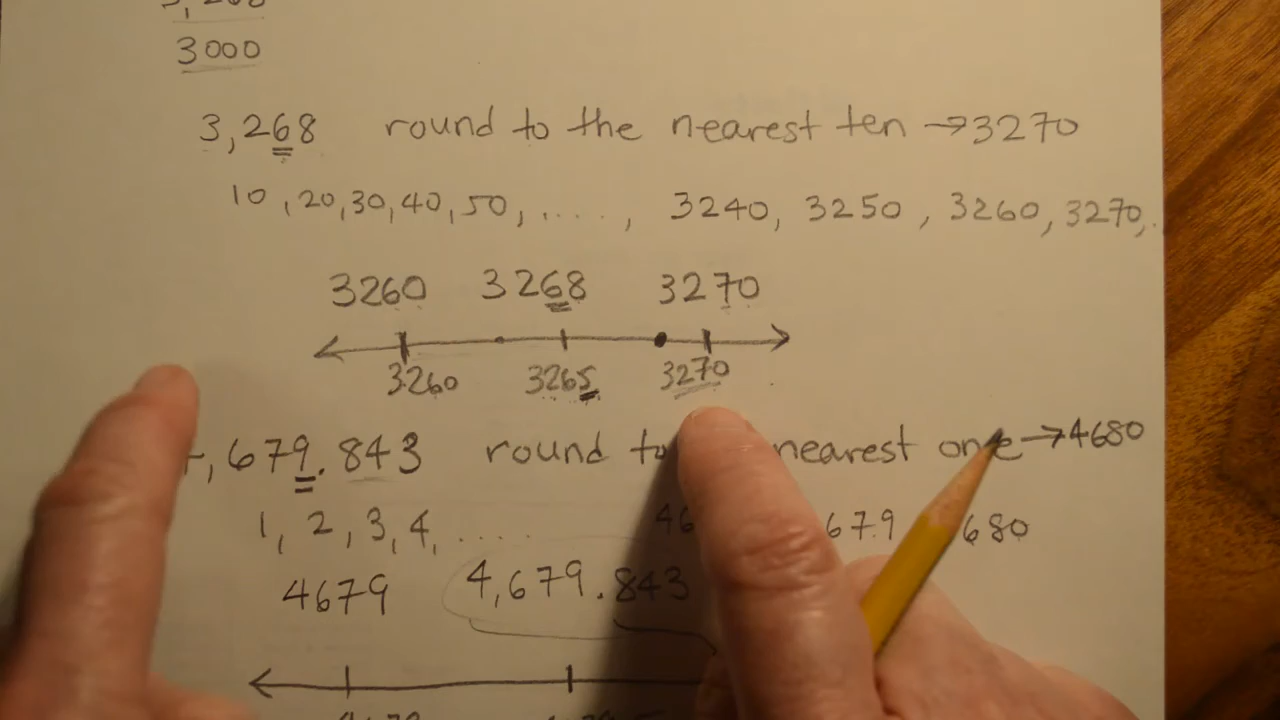 3000
3,268 round to the nearest ten → 3270
10, 20, 30, 40, 50, ....., 3240, 3250, 3260, 3270, .
3260 3268 3270
3260 3265 3270
,679.843 round to nearest one → 4680
1, 2, 3, 4, ..... 46 679 680
4679 4,679.843